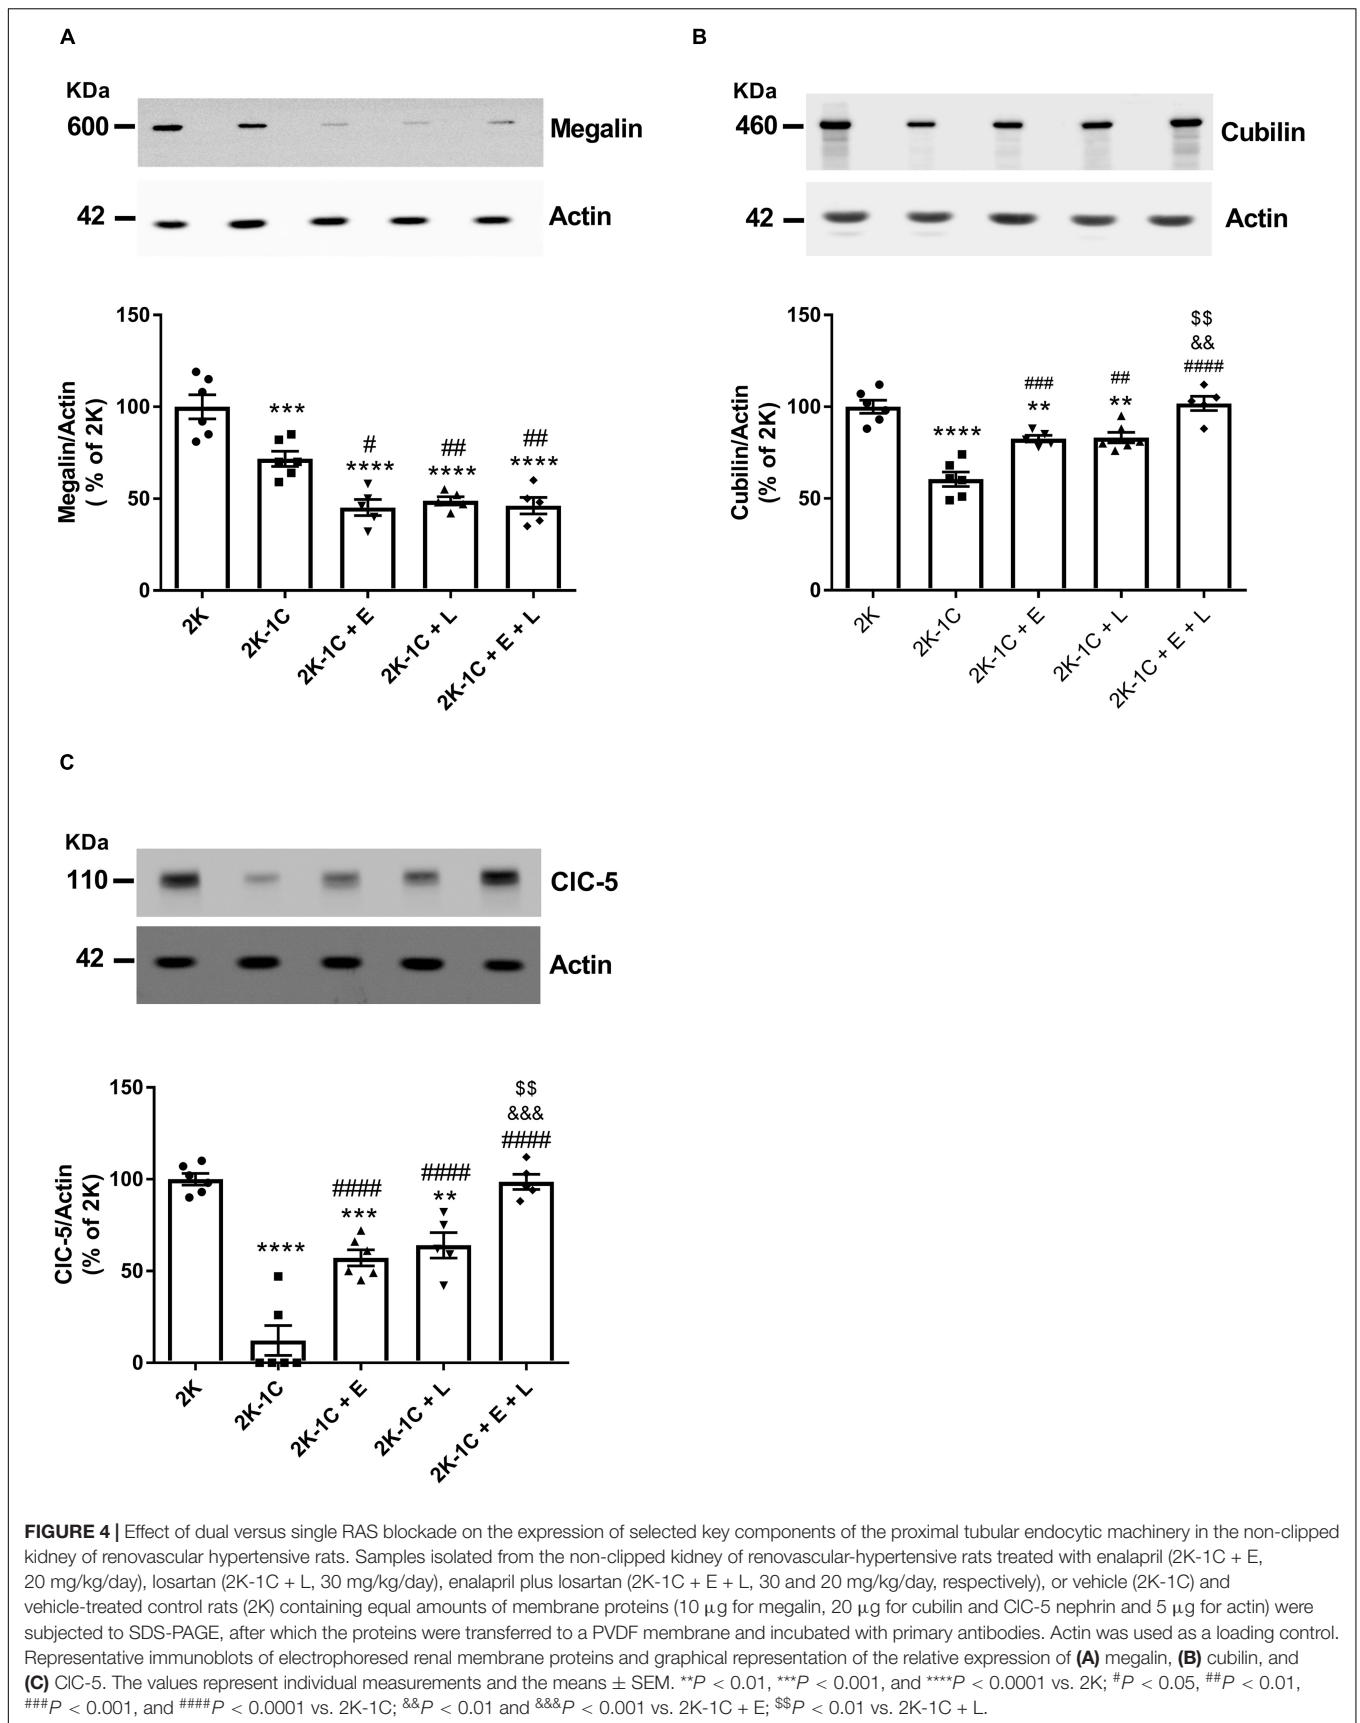 A
KDa
600
Megalin
42
Actin
150
100
50
0
Megalin/Actin
( % of 2K)
***
#
****
##
****
##
****
2K
2K-1C
2K-1C + E
2K-1C + L
2K-1C + E + L
B
KDa
460
Cubilin
42
Actin
150
100
50
0
Cubilin/Actin
(% of 2K)
****
###
**
##
**
$$
&&
####
2K
2K-1C
2K-1C + E
2K-1C + L
2K-1C + E + L
C
KDa
110
ClC-5
42
Actin
150
100
50
0
ClC-5/Actin
(% of 2K)
****
####
***
####
**
$$
&&&
####
2K
2K-1C
2K-1C + E
2K-1C + L
2K-1C + E + L
FIGURE 4 | Effect of dual versus single RAS blockade on the expression of selected key components of the proximal tubular endocytic machinery in the non-clipped
kidney of renovascular hypertensive rats. Samples isolated from the non-clipped kidney of renovascular-hypertensive rats treated with enalapril (2K-1C + E,
20 mg/kg/day), losartan (2K-1C + L, 30 mg/kg/day), enalapril plus losartan (2K-1C + E + L, 30 and 20 mg/kg/day, respectively), or vehicle (2K-1C) and
vehicle-treated control rats (2K) containing equal amounts of membrane proteins (10 μg for megalin, 20 μg for cubilin and ClC-5 nephrin and 5 μg for actin) were
subjected to SDS-PAGE, after which the proteins were transferred to a PVDF membrane and incubated with primary antibodies. Actin was used as a loading control.
Representative immunoblots of electrophoresed renal membrane proteins and graphical representation of the relative expression of (A) megalin, (B) cubilin, and
(C) ClC-5. The values represent individual measurements and the means ± SEM. **P < 0.01, ***P < 0.001, and ****P < 0.0001 vs. 2K; #P < 0.05, ##P < 0.01,
###P < 0.001, and ####P < 0.0001 vs. 2K-1C; &&P < 0.01 and &&&P < 0.001 vs. 2K-1C + E; $$P < 0.01 vs. 2K-1C + L.